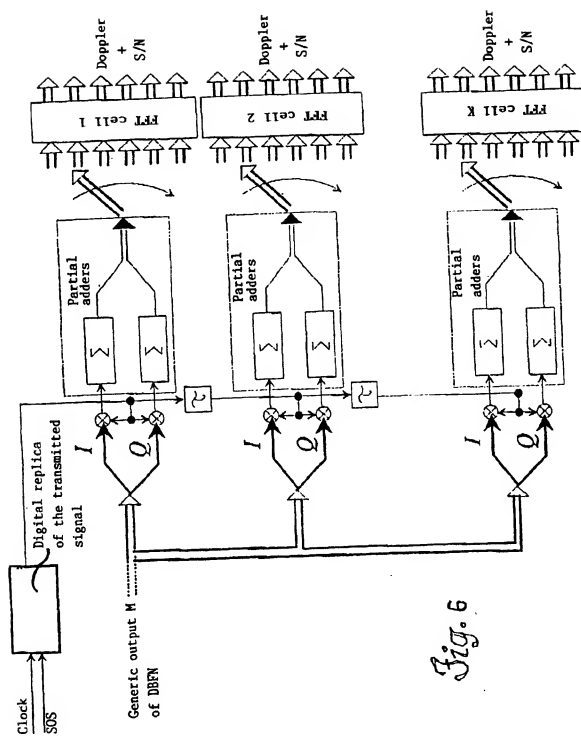 Clock
SOS
Digital replica
of the transmitted
signal
Generic output M
of DBFN
I
Q
Σ
Σ
Partial
adders
FFT cell 1
Doppler
+
S/N
~
I
Q
Σ
Σ
Partial
adders
FFT cell 2
Doppler
+
S/N
~
I
Q
Σ
Σ
Partial
adders
FFT cell K
Doppler
+
S/N
Fig. 6